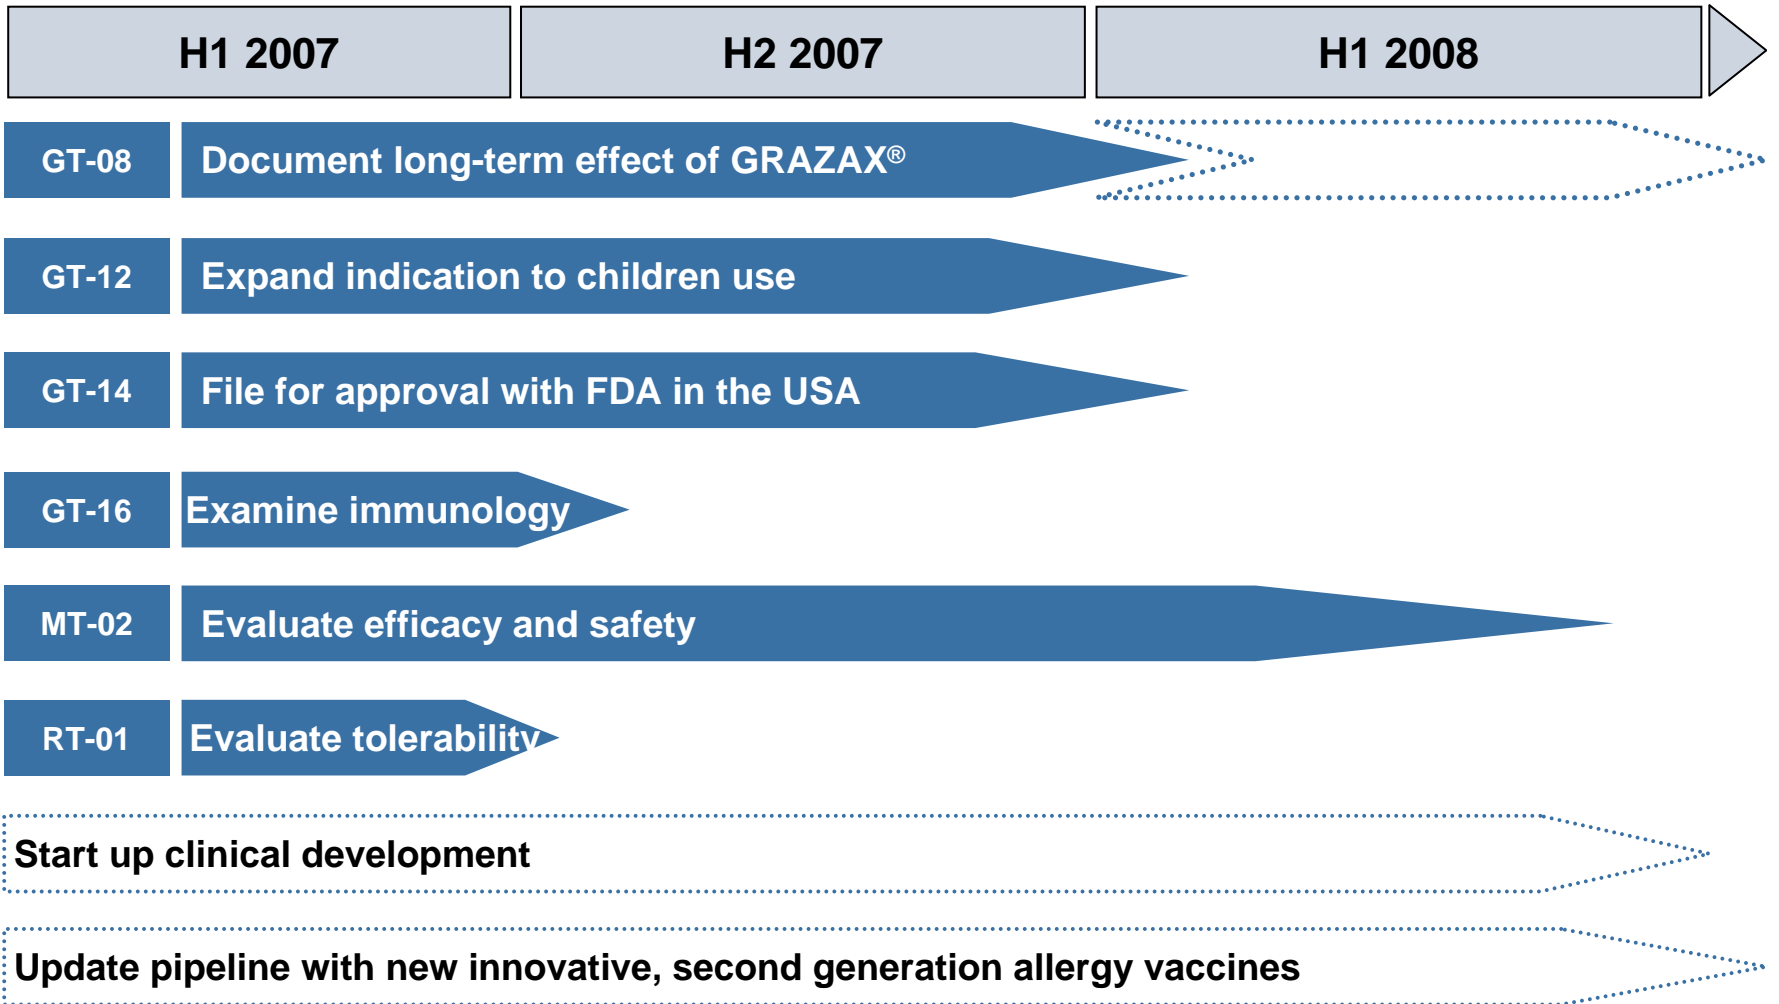 H1 2007 H2 2007 H1 2008
GT-08 Document long-term effect of GRAZAX®
GT-12 Expand indication to children use
GT-14 File for approval with FDA in the USA
GT-16 Examine immunology
MT-02 Evaluate efficacy and safety
RT-01 Evaluate tolerability
Start up clinical development
Update pipeline with new innovative, second generation allergy vaccines